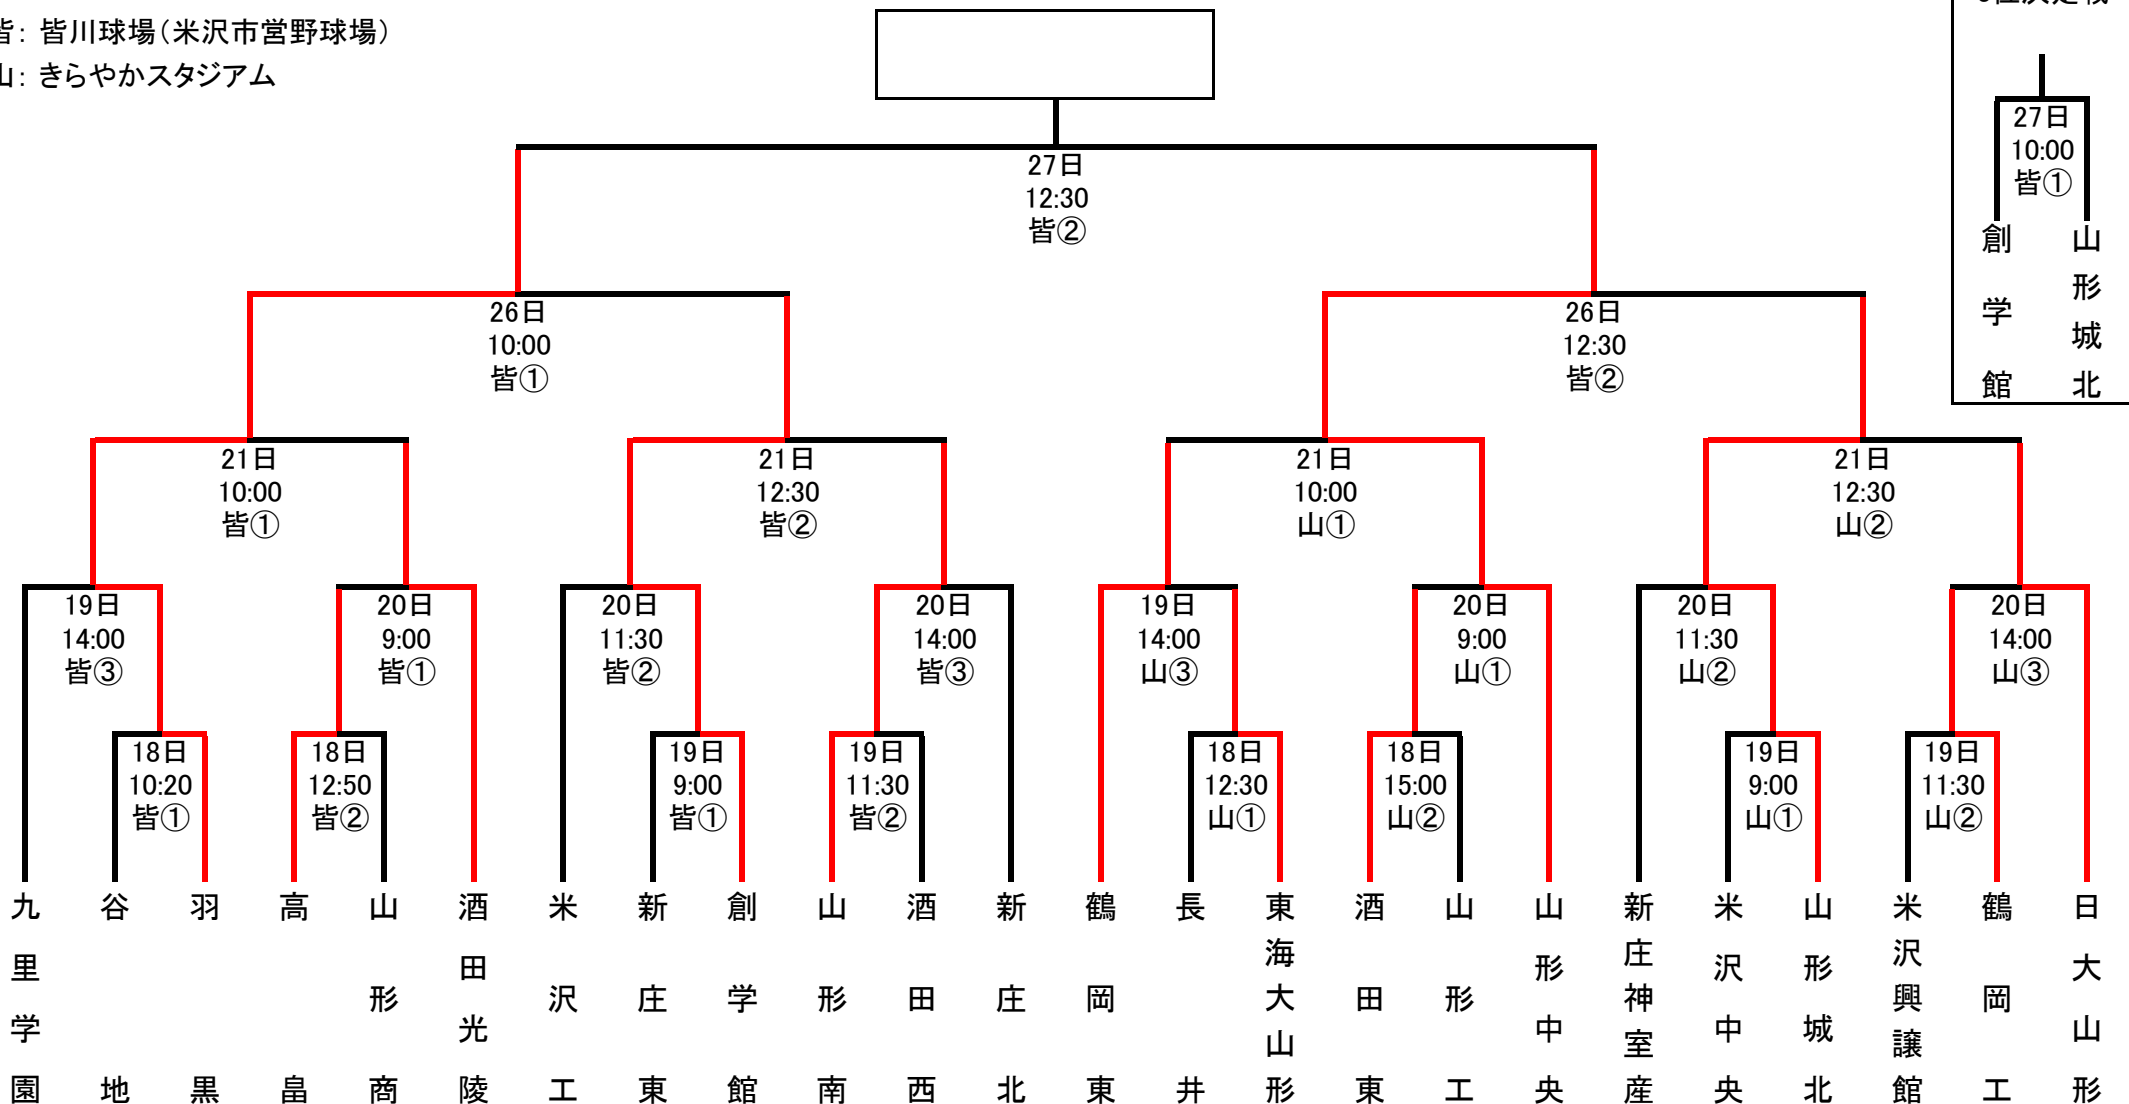 皆： 皆川球場（米沢市営野球場）
山： きらやかスタジアム
27日
10:00
皆①
創学館
山形城北
27日
12:30
皆②
26日
10:00
皆①
26日
12:30
皆②
21日
10:00
皆①
21日
12:30
皆②
21日
10:00
山①
21日
12:30
山②
19日
14:00
皆③
20日
9:00
皆①
20日
11:30
皆②
20日
14:00
皆③
19日
14:00
山③
20日
9:00
山①
20日
11:30
山②
20日
14:00
山③
18日
10:20
皆①
18日
12:50
皆②
19日
9:00
皆①
19日
11:30
皆②
18日
12:30
山①
18日
15:00
山②
19日
9:00
山①
19日
11:30
山②
九里学園
谷地
羽黒
高畠
山形商
酒田光陵
米沢工
新庄東
創学館
山形南
酒田西
新庄北
鶴岡東
長井
東海大山形
酒田東
山形工
山形中央
新庄神室産
米沢中央
山形城北
米沢興譲館
鶴岡工
日大山形